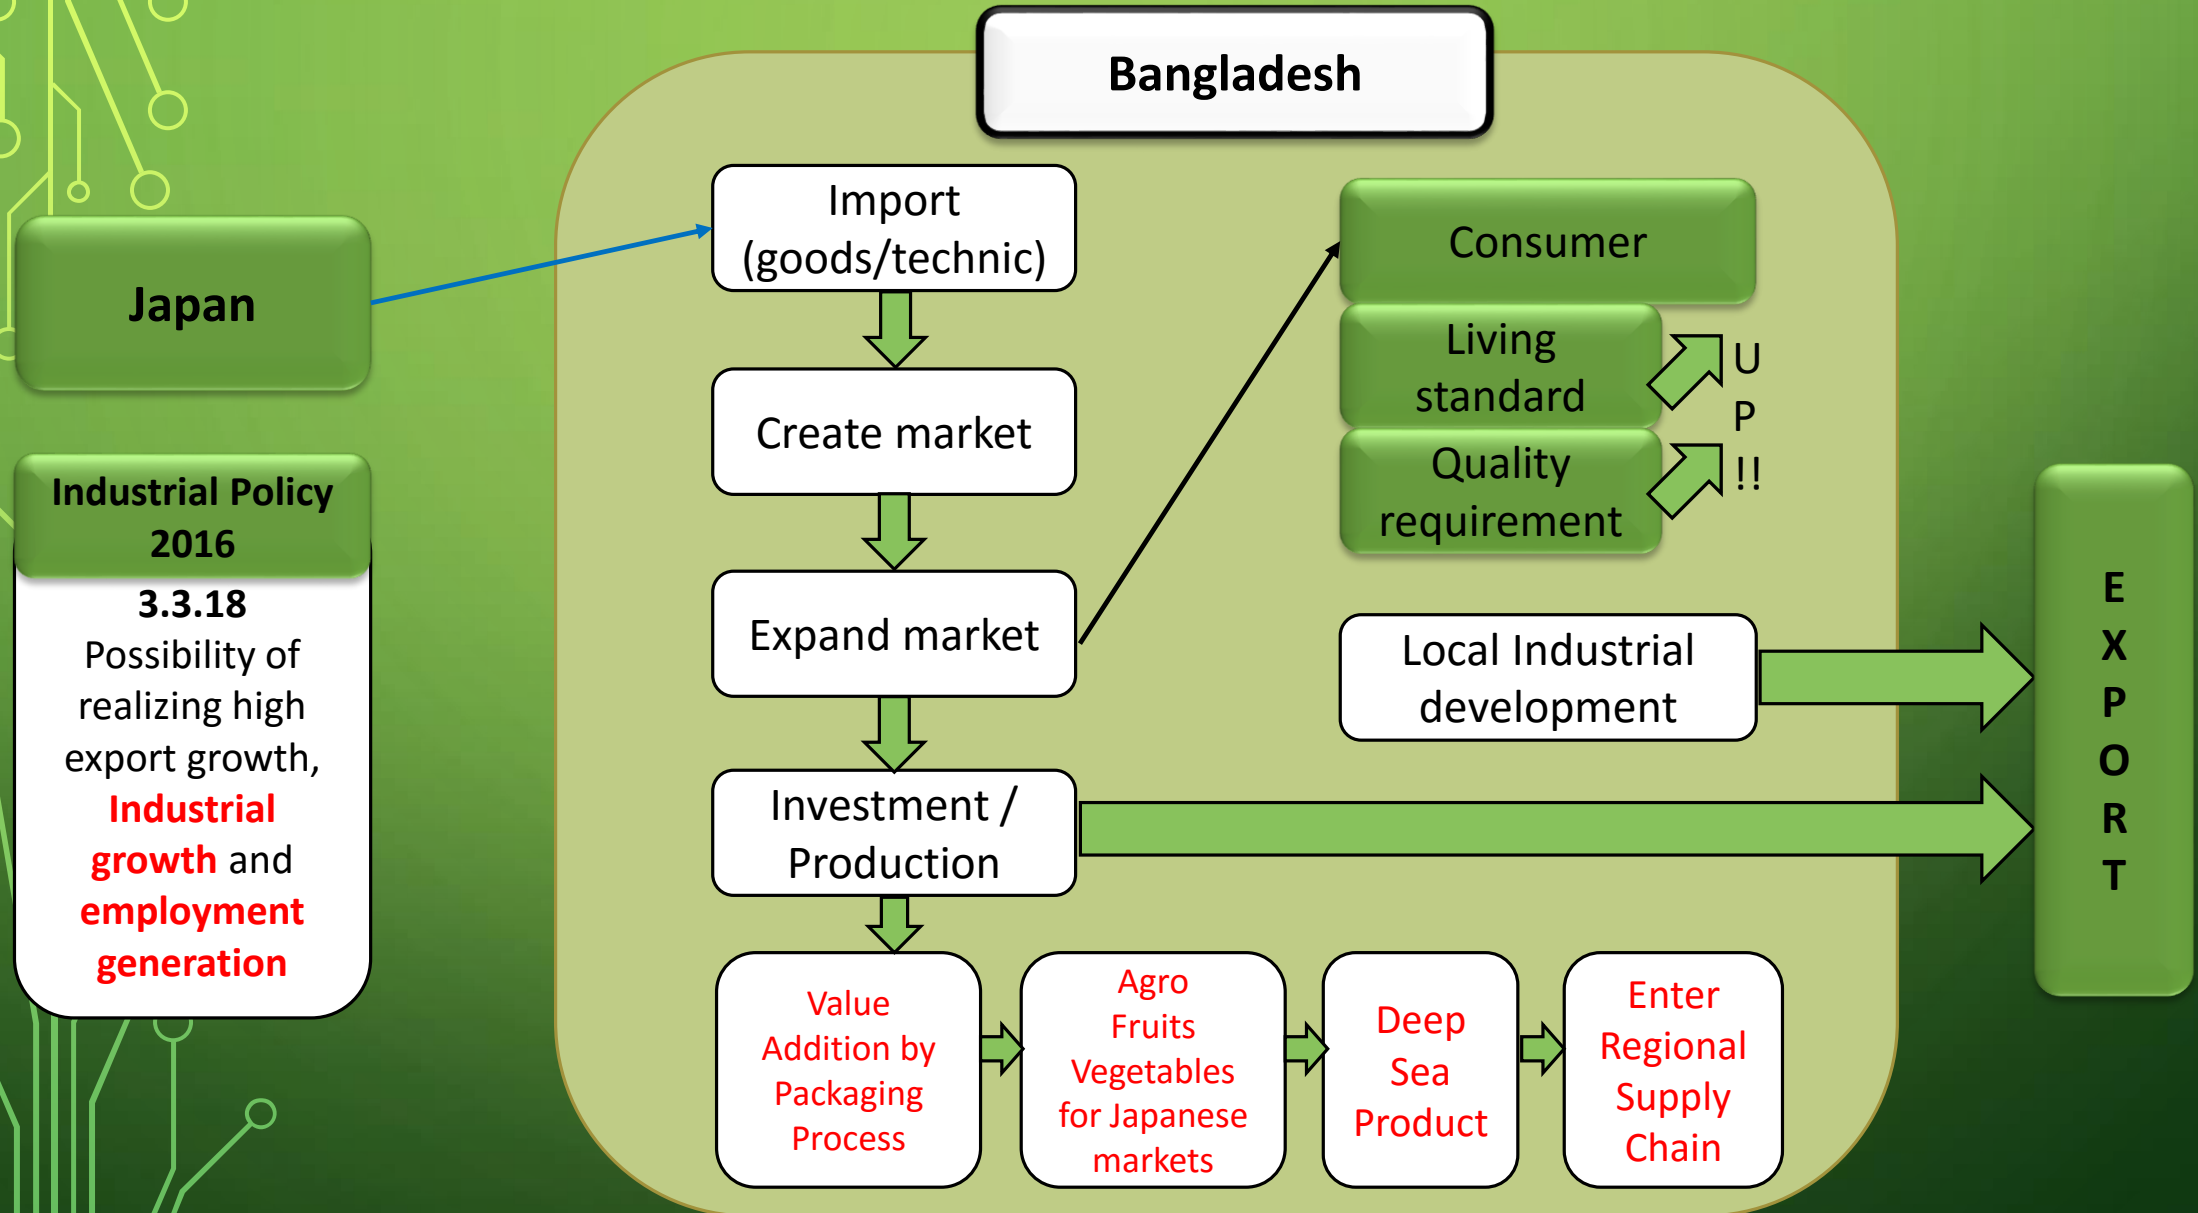 Bangladesh
Japan
Industrial Policy
2016
3.3.18
Possibility of
realizing high
export growth,
Industrial
growth and
employment
generation
Import
(goods/technic)
Create market
Expand market
Investment /
Production
Consumer
Living
standard
Quality
requirement
U
P
!!
Local Industrial
development
Value
Addition by
Packaging
Process
Agro
Fruits
Vegetables
for Japanese
markets
Deep
Sea
Product
Enter
Regional
Supply
Chain
E
X
P
O
R
T